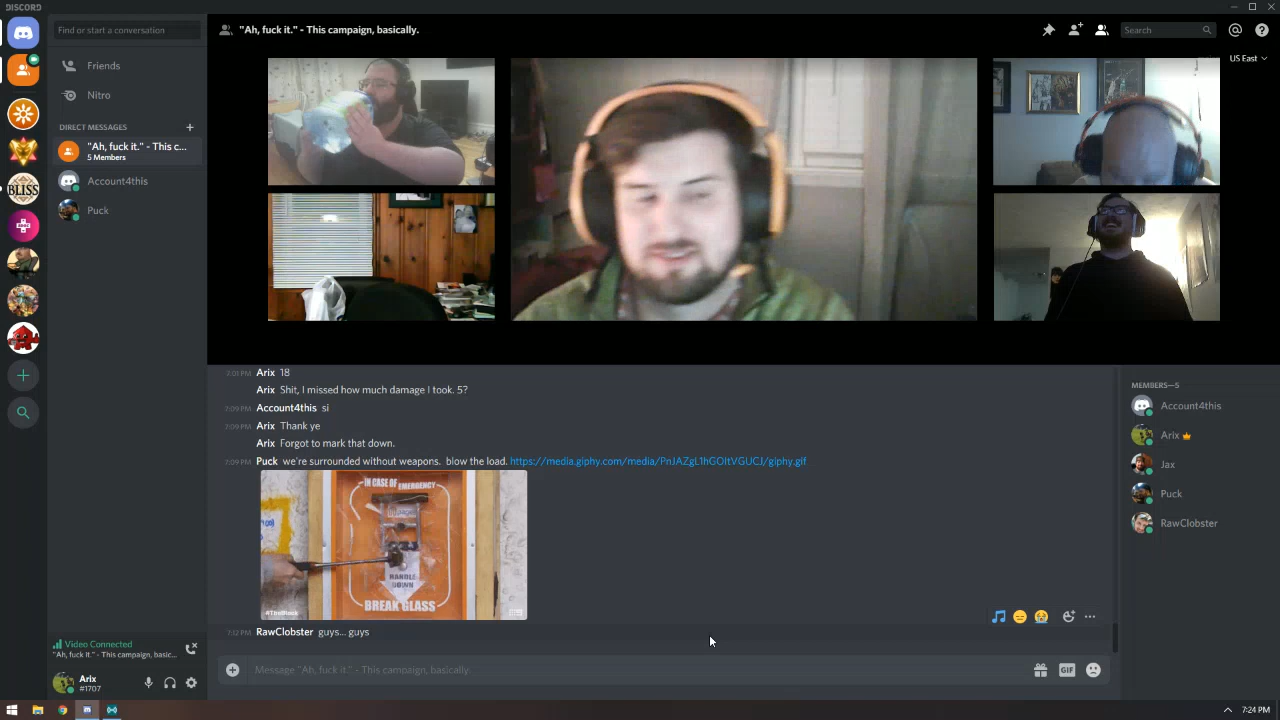 DISCORD
Find or start a conversation
"Ah, fuck it." - This campaign, basically.
Search
US East
Friends
Nitro
DIRECT MESSAGES
"Ah, fuck it." - This c...
5 Members
Account4this
Puck
BLISS
7:01 PM Arix 18
Arix Shit, I missed how much damage I took. 5?
7:09 PM Account4this si
7:09 PM Arix Thank ye
Arix Forgot to mark that down.
7:09 PM Puck we're surrounded without weapons. blow the load. https://media.giphy.com/media/PnJAZgL1hGOltVGUCJ/giphy.gif
IN CASE OF EMERGENCY
HANDLE
DOWN
BREAK GLASS
7:12 PM RawClobster guys... guys
MEMBERS—5
Account4this
Arix
Jax
Puck
RawClobster
Video Connected
"Ah, fuck it." - This campaign, basic...
Arix
#1707
Message "Ah, fuck it." - This campaign, basically.
GIF
7:24 PM